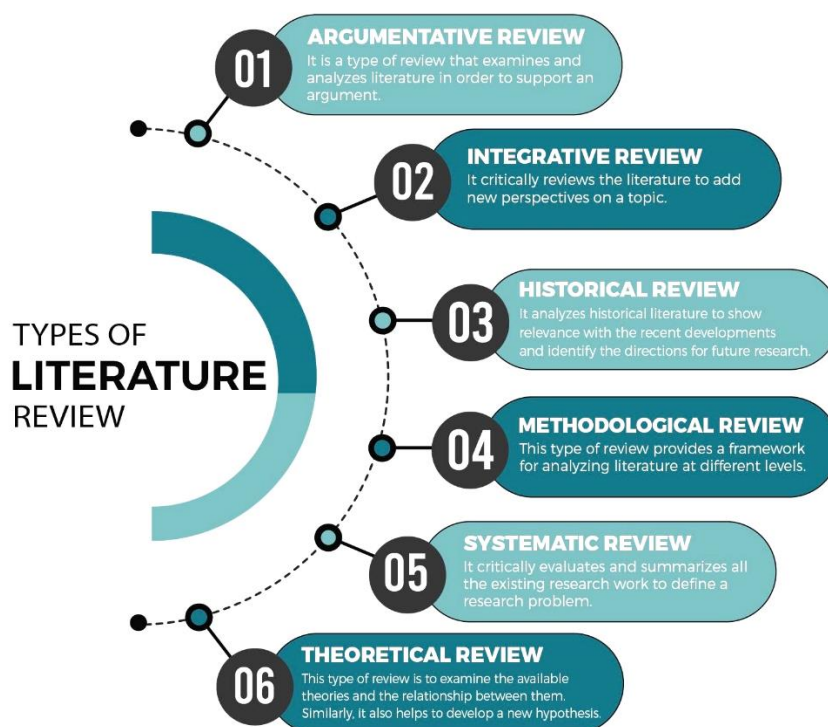 TYPES OF
LITERATURE
REVIEW
01
ARGUMENTATIVE REVIEW
It is a type of review that examines and
analyzes literature in order to support an
argument.
02
INTEGRATIVE REVIEW
It critically reviews the literature to add
new perspectives on a topic.
03
HISTORICAL REVIEW
It analyzes historical literature to show
relevance with the recent developments
and identify the directions for future research.
04
METHODOLOGICAL REVIEW
This type of review provides a framework
for analyzing literature at different levels.
05
SYSTEMATIC REVIEW
It critically evaluates and summarizes all
the existing research work to define a
research problem.
06
THEORETICAL REVIEW
This type of review is to examine the available
theories and the relationship between them.
Similarly, it also helps to develop a new hypothesis.